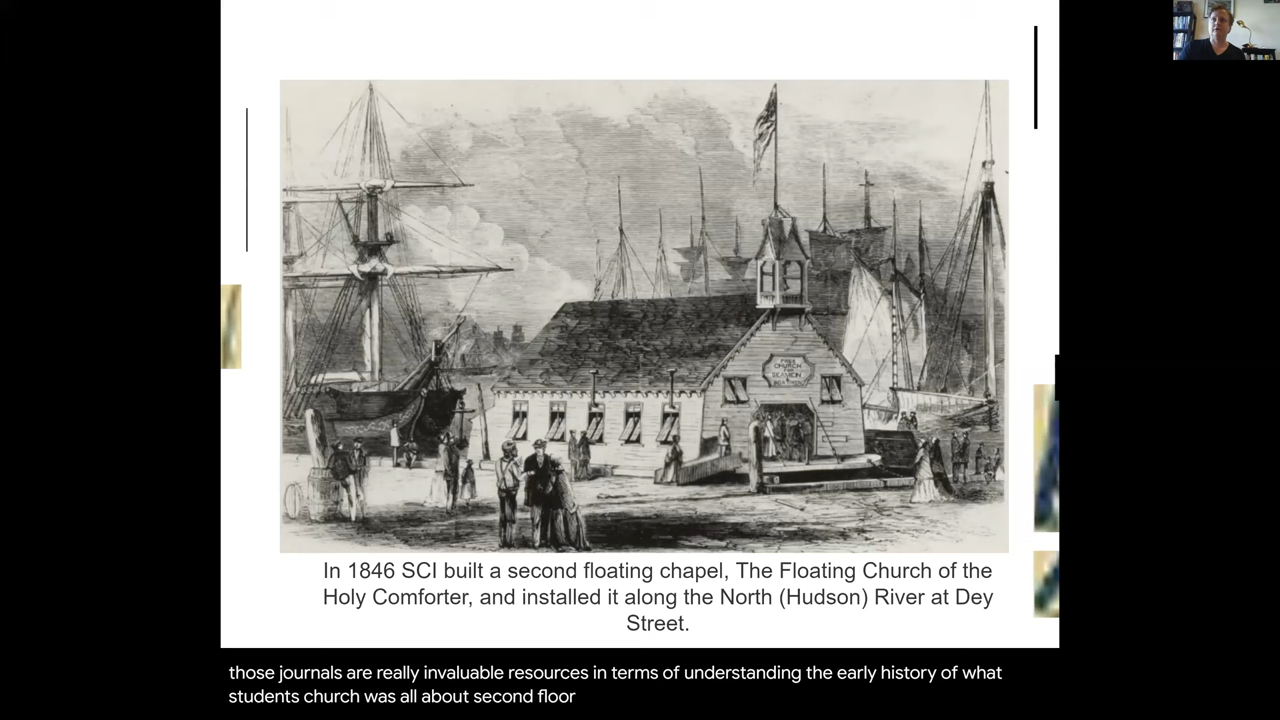 FREE
CHURCH
FOR
SEAMEN
In 1846 SCI built a second floating chapel, The Floating Church of the
Holy Comforter, and installed it along the North (Hudson) River at Dey
Street.
those journals are really invaluable resources in terms of understanding the early history of what
students church was all about second floor